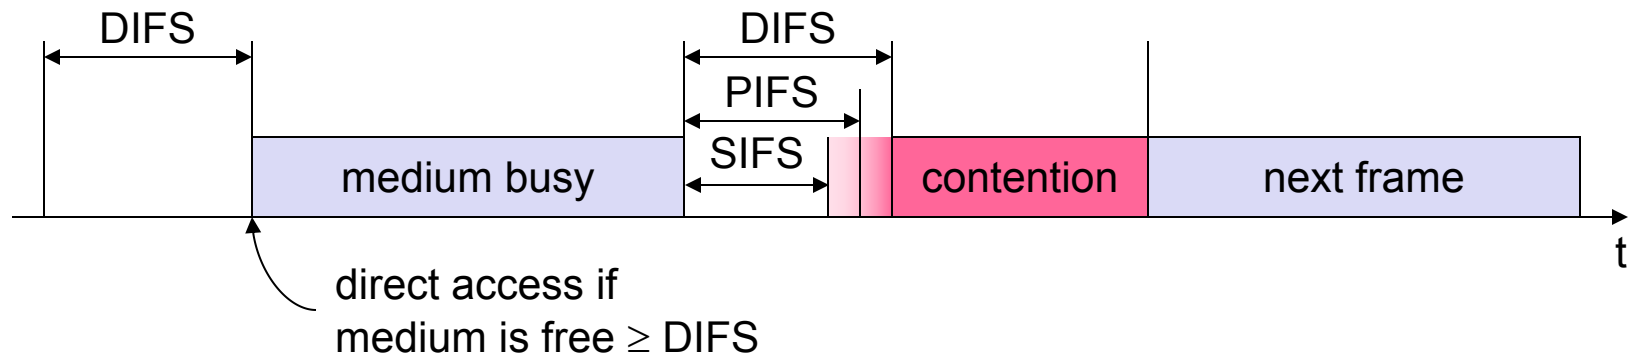 DIFS
DIFS
PIFS
SIFS
medium busy
contention
next frame
t
direct access if
medium is free ≥ DIFS